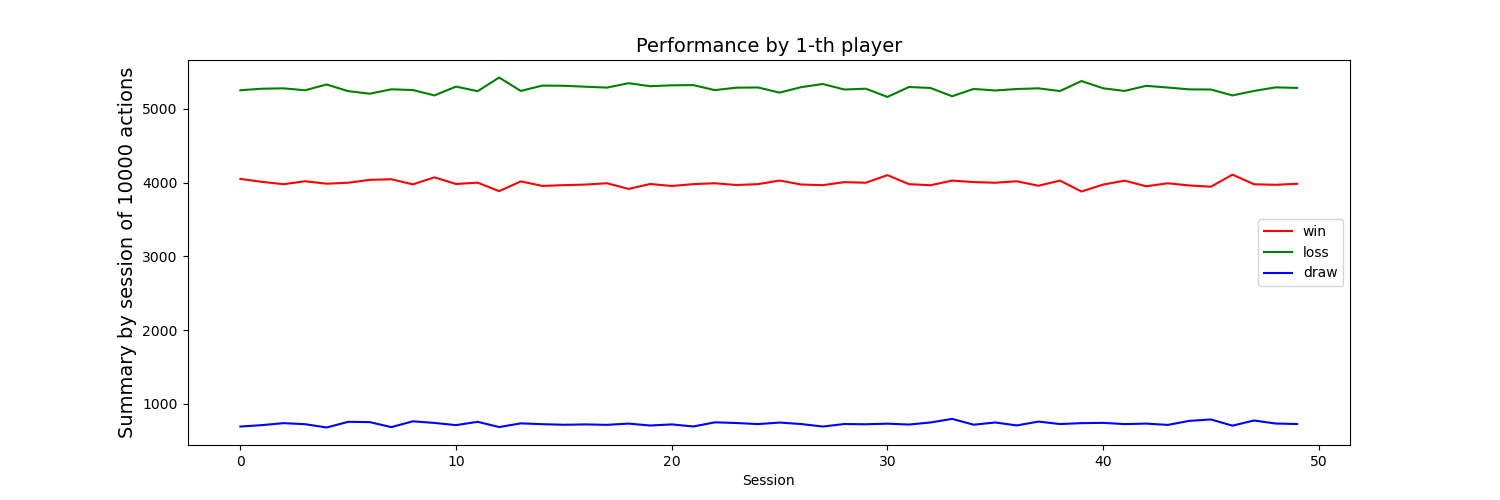 Performance by 1-th player
Summary by session of 10000 actions
5000
4000
3000
2000
1000
win
loss
draw
0
10
20
30
40
50
Session